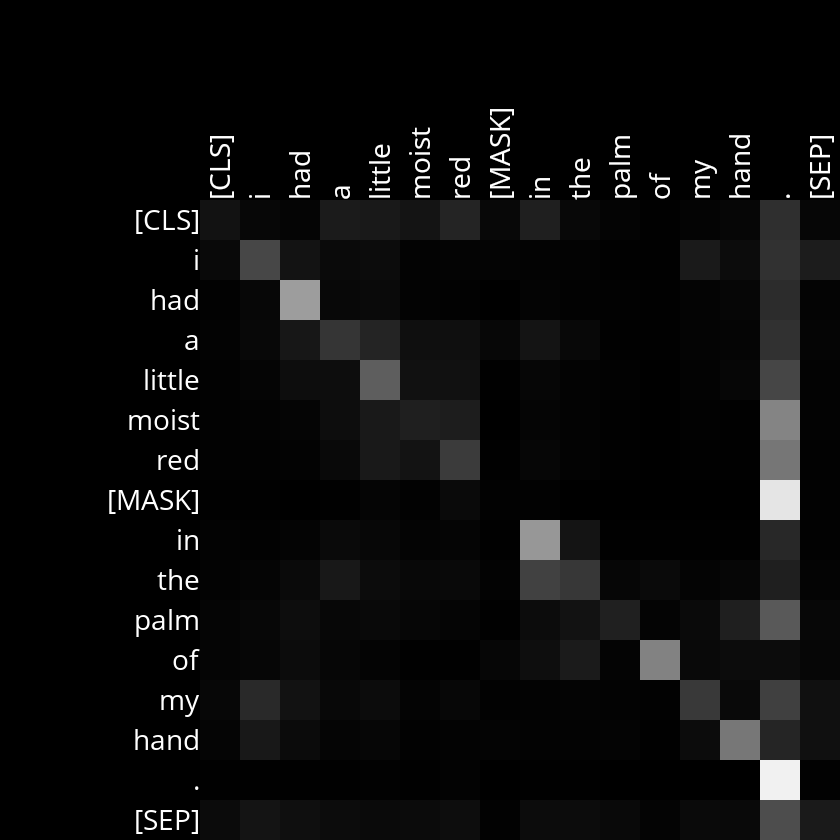 [CLS] i had a little moist red [MASK] in the palm of my hand . [SEP]
[CLS]
i
had
a
little
moist
red
[MASK]
in
the
palm
of
my
hand
.
[SEP]